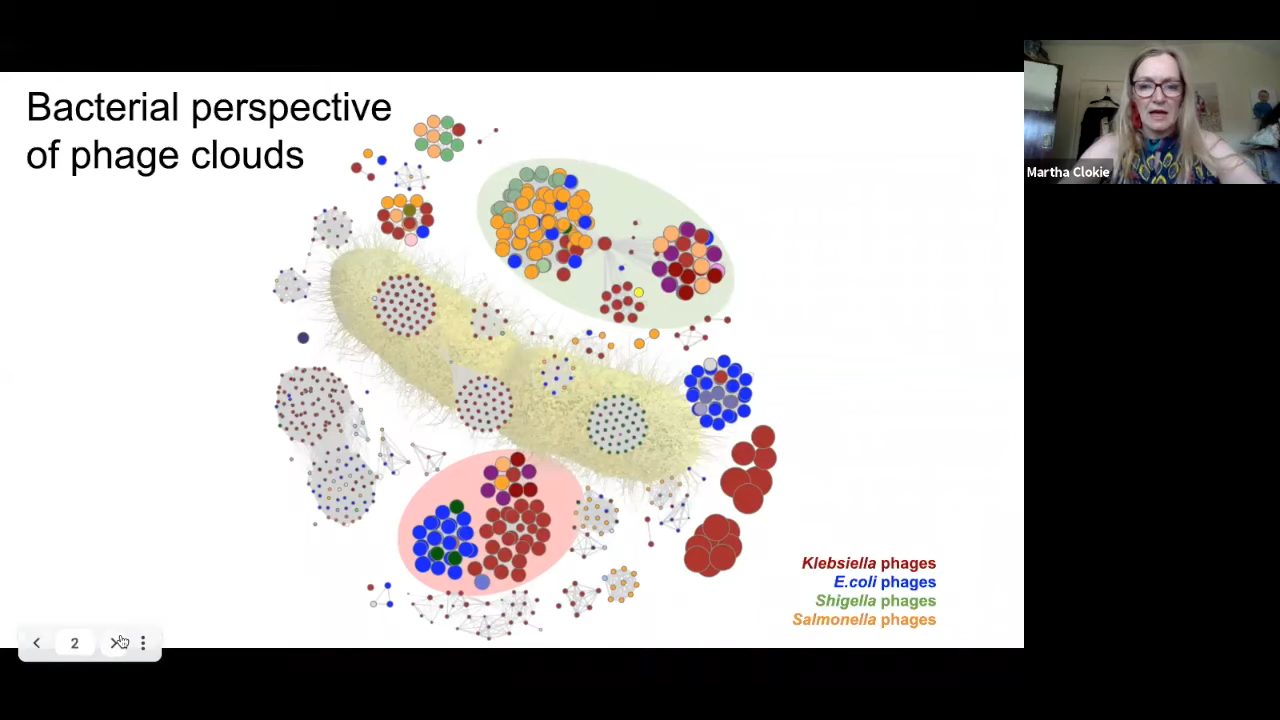 Bacterial perspective
of phage clouds
Martha Clokie
Klebsiella phages
E.coli phages
Shigella phages
Salmonella phages
2